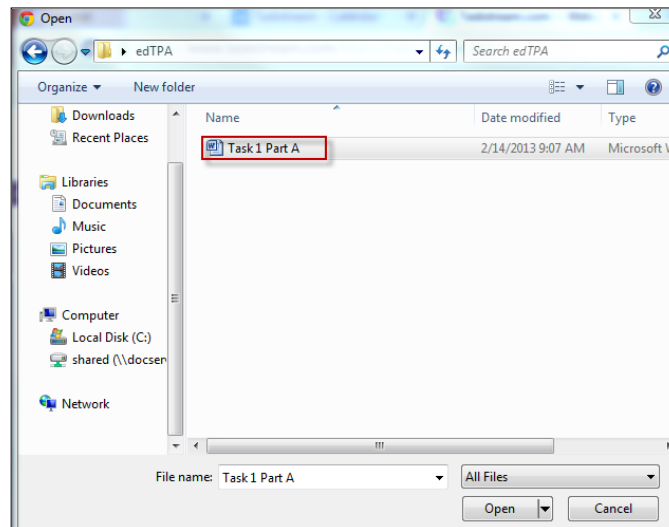 Open
edTPA
Search edTPA
Organize
New folder
Downloads
Recent Places
Libraries
Documents
Music
Pictures
Videos
Computer
Local Disk (C:)
shared (\\docser
Network
Name
Date modified
Type
Task 1 Part A
2/14/2013 9:07 AM
Microsoft W
File name:
Task 1 Part A
All Files
Open
Cancel